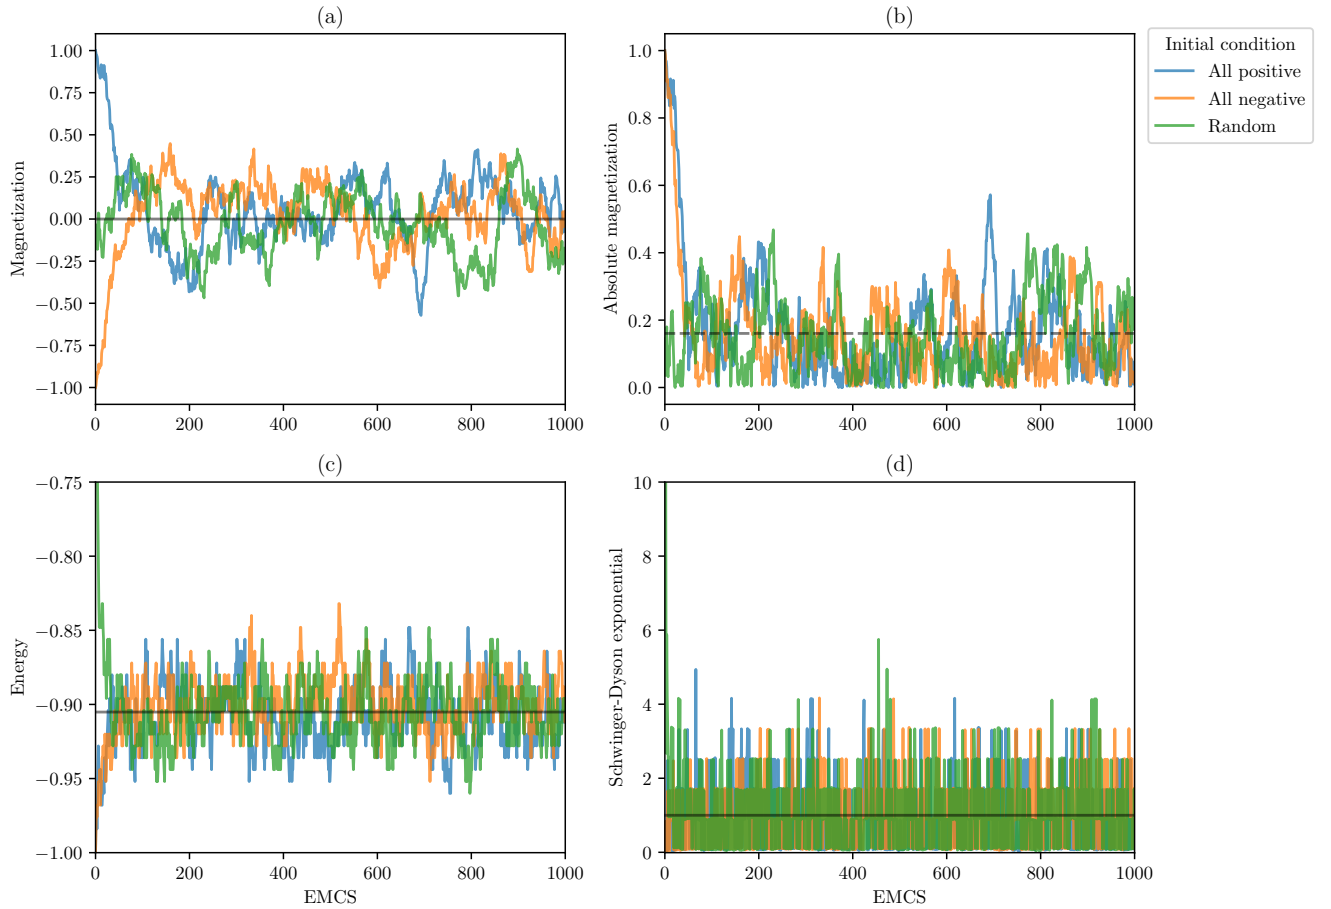 (a)
1.00
0.75
0.50
0.25
0.00
−0.25
−0.50
−0.75
−1.00
Magnetization
0 200 400 600 800 1000
(b)
1.0
0.8
0.6
0.4
0.2
0.0
Absolute magnetization
0 200 400 600 800 1000
Initial condition
All positive
All negative
Random
(c)
−0.75
−0.80
−0.85
−0.90
−0.95
−1.00
Energy
0 200 400 600 800 1000
EMCS
(d)
10
8
6
4
2
0
Schwinger-Dyson exponential
0 200 400 600 800 1000
EMCS